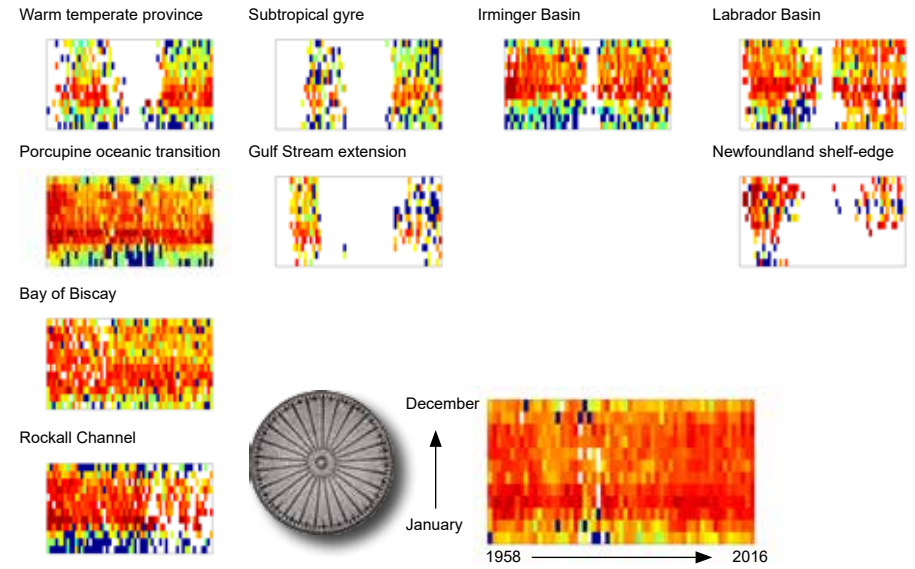 Warm temperate province
Subtropical gyre
Irminger Basin
Labrador Basin
Porcupine oceanic transition
Gulf Stream extension
Newfoundland shelf-edge
Bay of Biscay
Rockall Channel
December
January
1958
2016